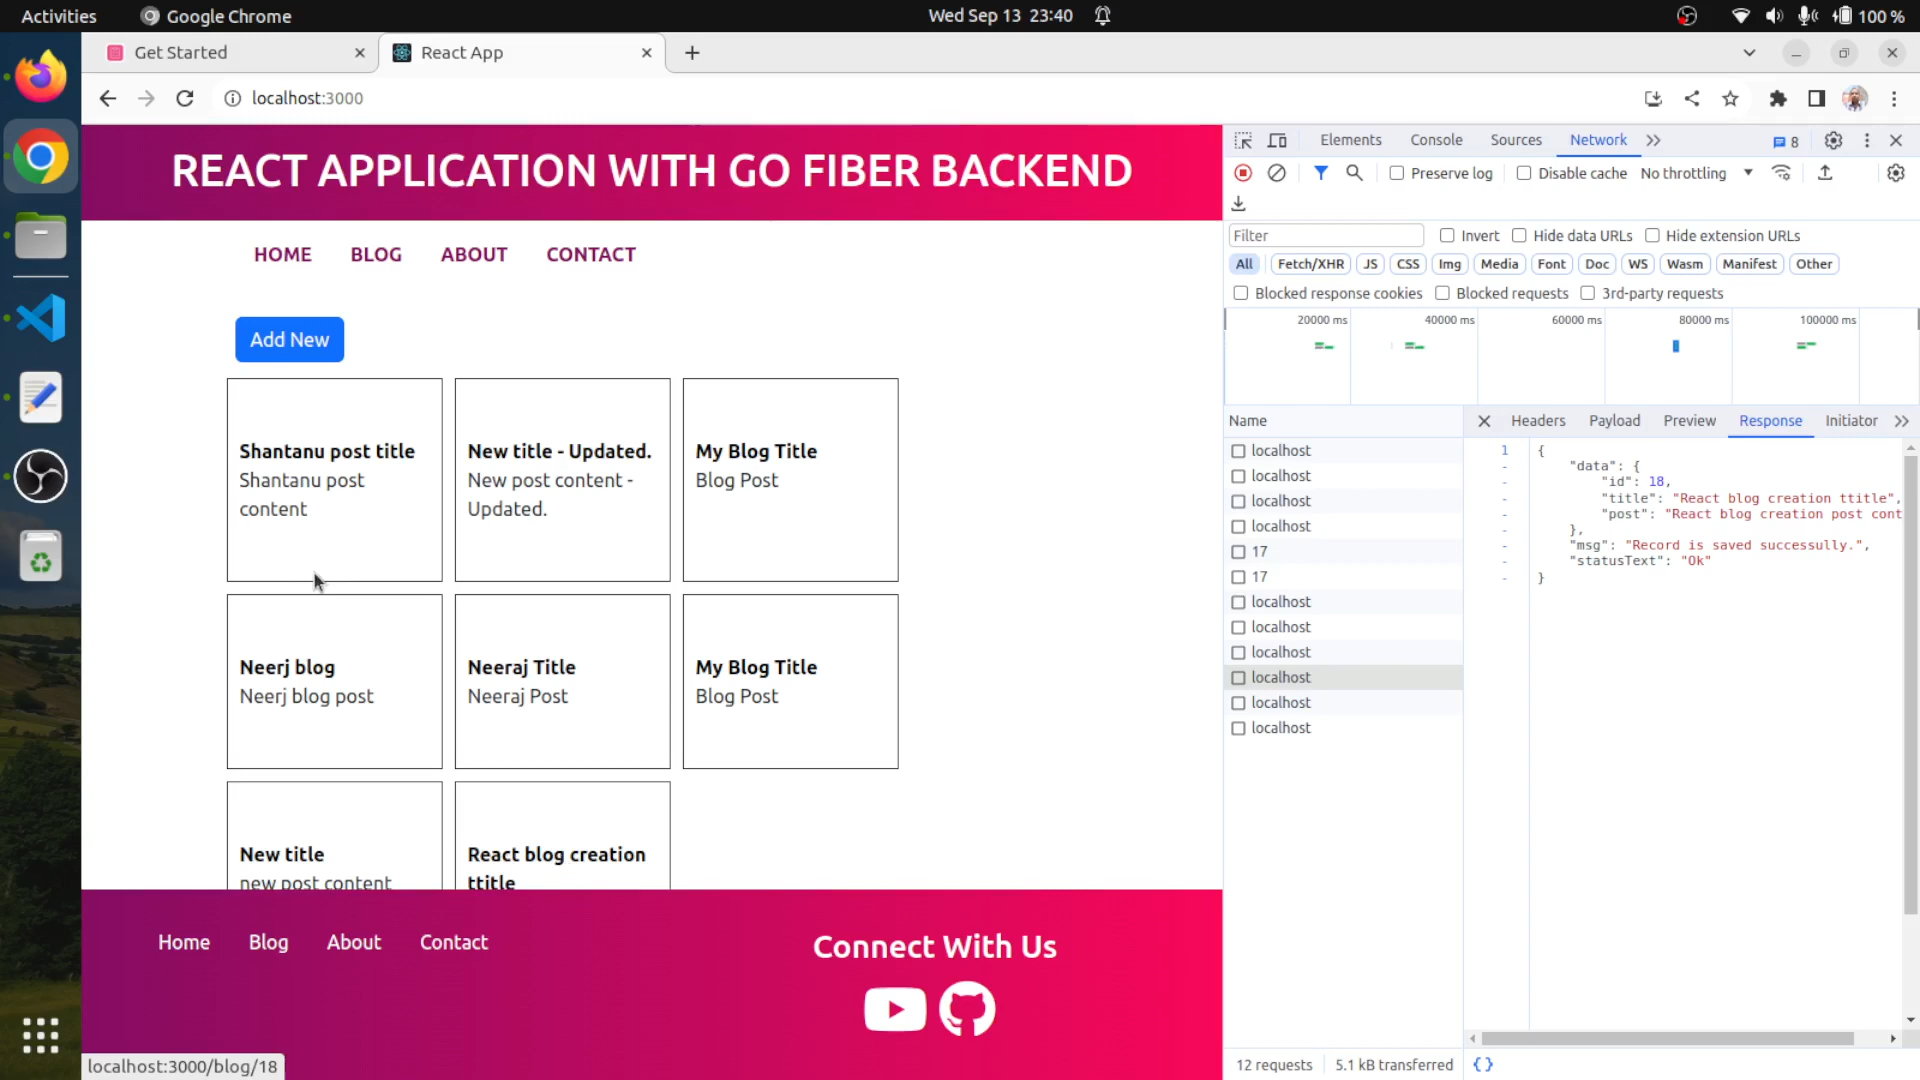 Activities
Google Chrome
Wed Sep 13 23:40
100 %
Get Started
React App
localhost:3000
REACT APPLICATION WITH GO FIBER BACKEND
HOME BLOG ABOUT CONTACT
Add New
Shantanu post title
Shantanu post
content
New title - Updated.
New post content -
Updated.
My Blog Title
Blog Post
Neerj blog
Neerj blog post
Neeraj Title
Neeraj Post
My Blog Title
Blog Post
New title
new post content
React blog creation
ttitle
Home Blog About Contact
Connect With Us
localhost:3000/blog/18
Elements Console Sources Network
8
Preserve log Disable cache No throttling
Filter
Invert Hide data URLs Hide extension URLs
All Fetch/XHR JS CSS Img Media Font Doc WS Wasm Manifest Other
Blocked response cookies Blocked requests 3rd-party requests
20000 ms 40000 ms 60000 ms 80000 ms 100000 ms
Name
localhost
localhost
localhost
localhost
17
17
localhost
localhost
localhost
localhost
localhost
localhost
Headers Payload Preview Response Initiator
1 {
- "data": {
- "id": 18,
- "title": "React blog creation ttitle",
- "post": "React blog creation post cont
- },
- "msg": "Record is saved successully.",
- "statusText": "Ok"
- }
12 requests 5.1 kB transferred
{}